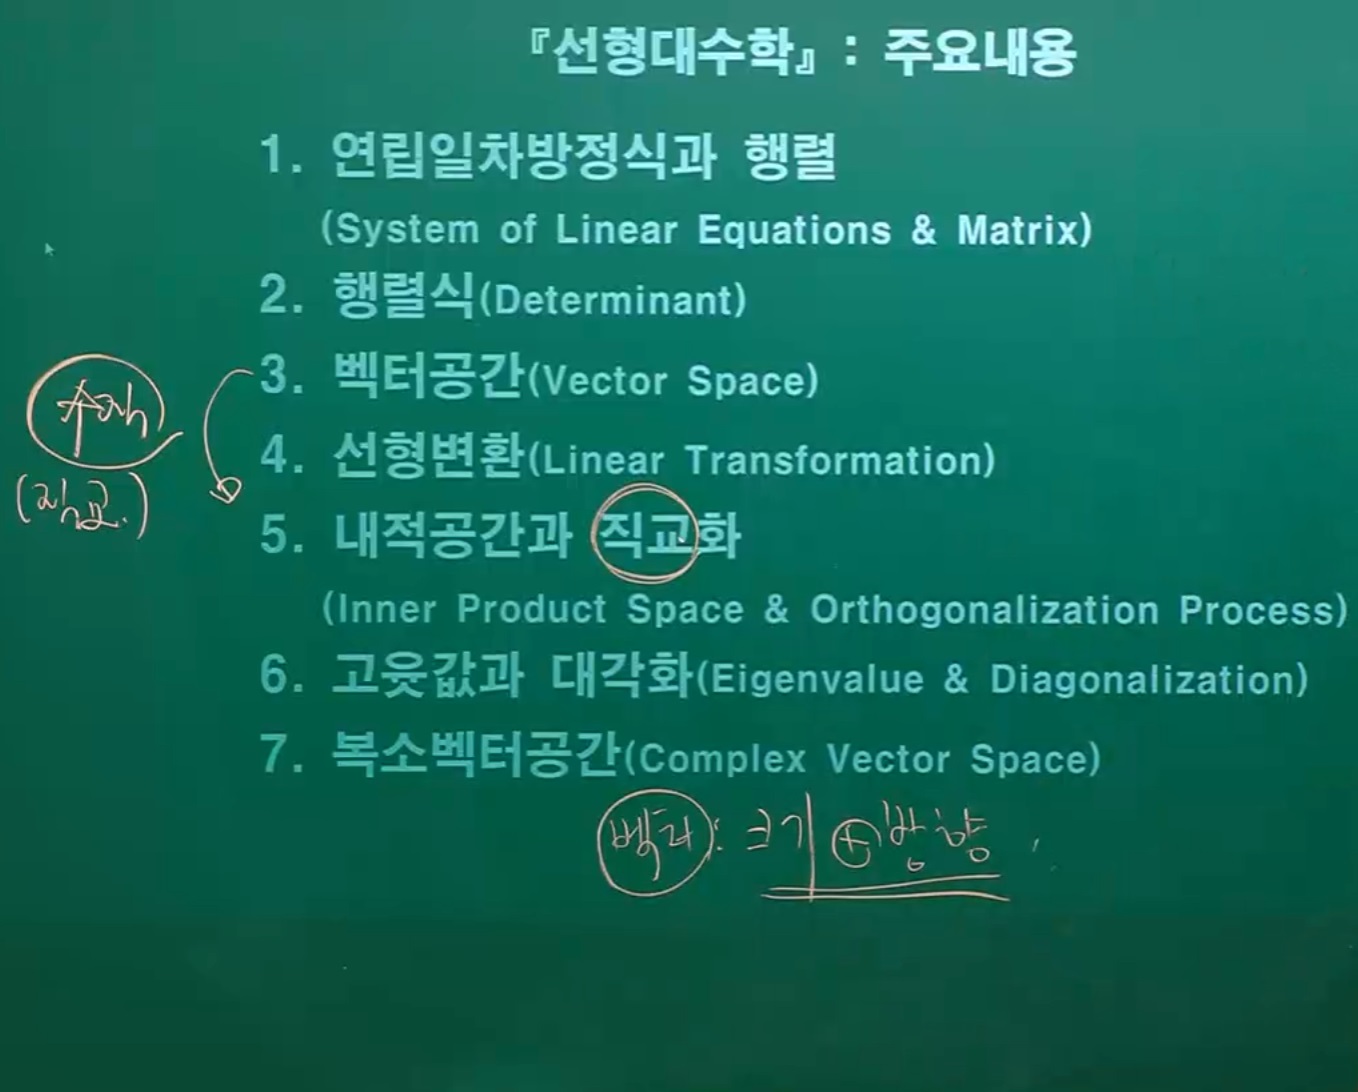 『선형대수학』 : 주요내용
1. 연립일차방정식과 행렬
(System of Linear Equations & Matrix)
2. 행렬식(Determinant)
3. 벡터공간(Vector Space)
4. 선형변환(Linear Transformation)
5. 내적공간과 직교화
(Inner Product Space & Orthogonalization Process)
6. 고윳값과 대각화(Eigenvalue & Diagonalization)
7. 복소벡터공간(Complex Vector Space)
수직
(직교.)
벡터: 크기 ⊕ 방향